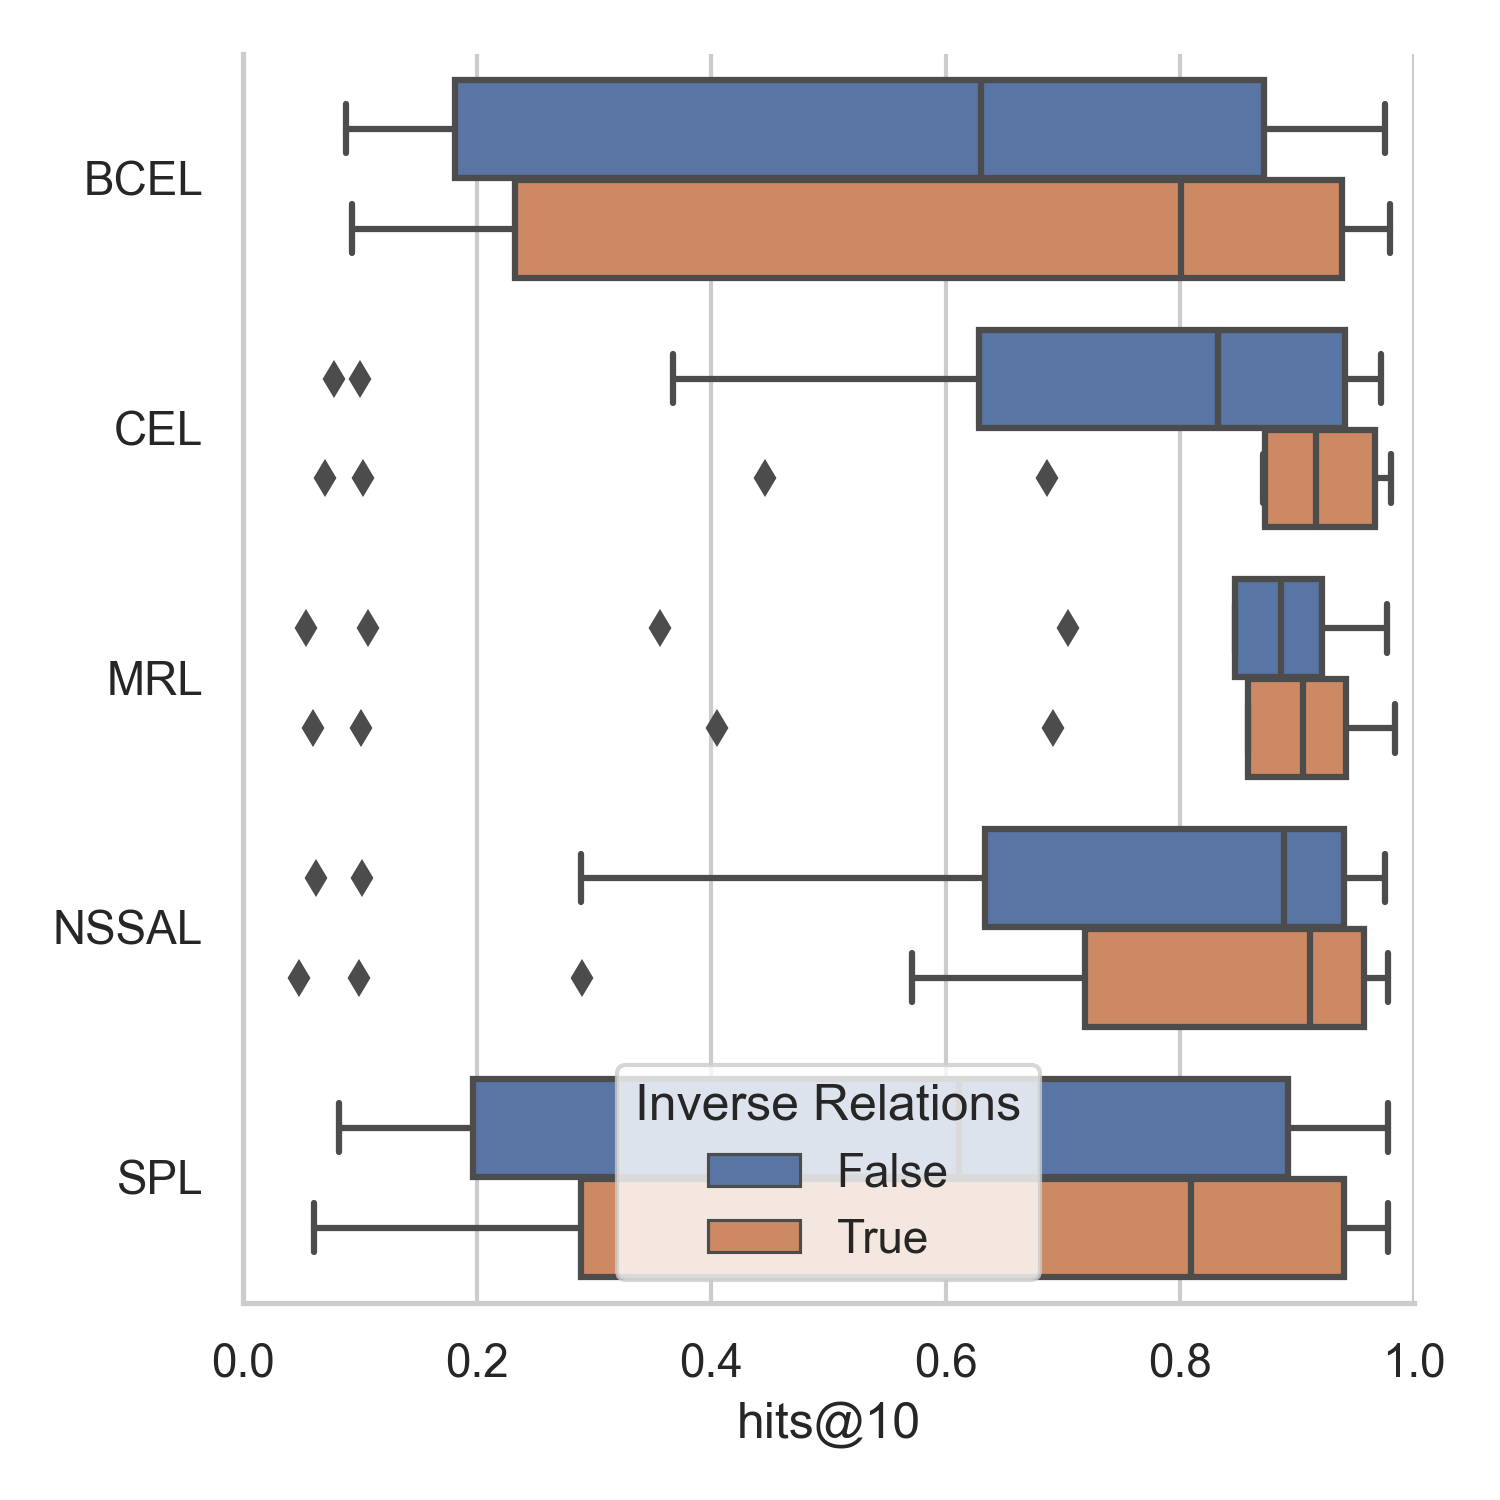 BCEL
CEL
MRL
NSSAL
SPL
Inverse Relations
False
True
0.0 0.2 0.4 0.6 0.8 1.0
hits@10